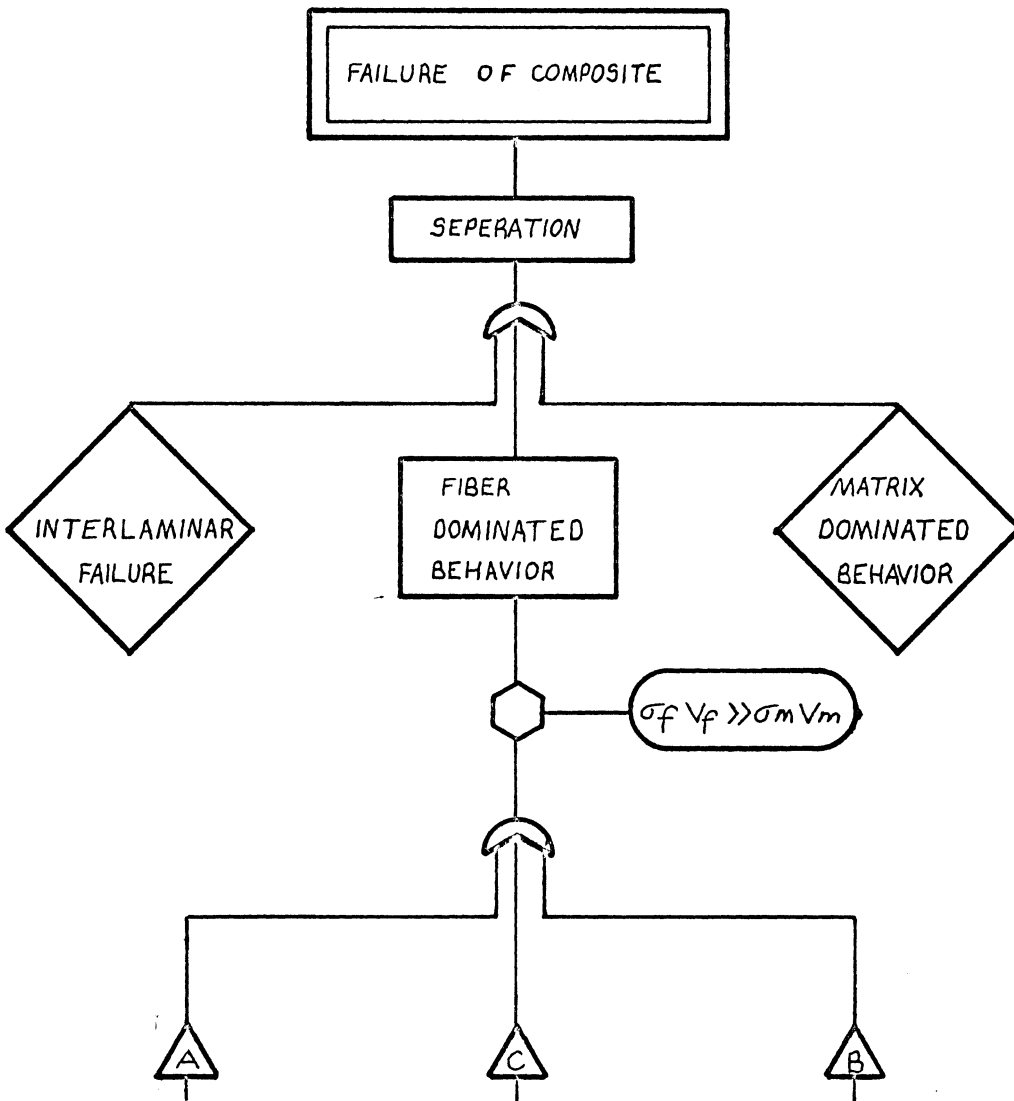 FAILURE OF COMPOSITE
SEPERATION
INTERLAMINAR
FAILURE
FIBER
DOMINATED
BEHAVIOR
MATRIX
DOMINATED
BEHAVIOR
σf Vf >> σm Vm
A
C
B